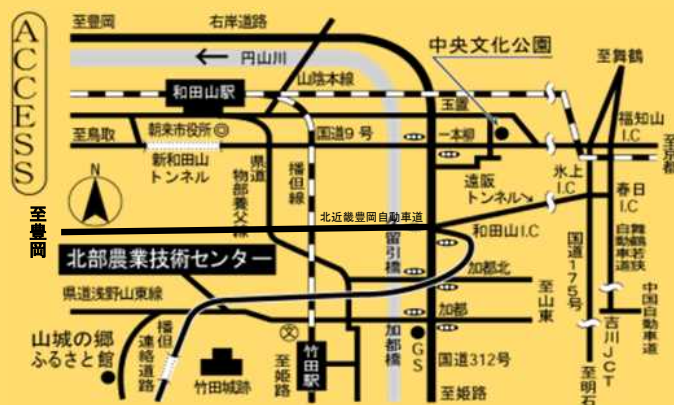 ACCESS
至豊岡
右岸道路
円山川
中央文化公園
至舞鶴
山陰本線
和田山駅
玉置
福知山
I.C
至鳥取
朝来市役所
国道9号
一本柳
至京都
新和田山
トンネル
県道
物部養父線
播但線
遠阪
トンネル
氷上
I.C
春日
I.C
N
至豊岡
北近畿豊岡自動車道
和田山I.C
国道175号
舞鶴若狭
自動車道
北部農業技術センター
留引橋
加都北
至山東
中国自動車道
県道浅野山東線
加都
山城の郷
ふるさと館
播但
連絡道路
竹田城跡
文
至姫路
竹田駅
加都橋
GS
国道312号
至姫路
吉川JCT
至明石